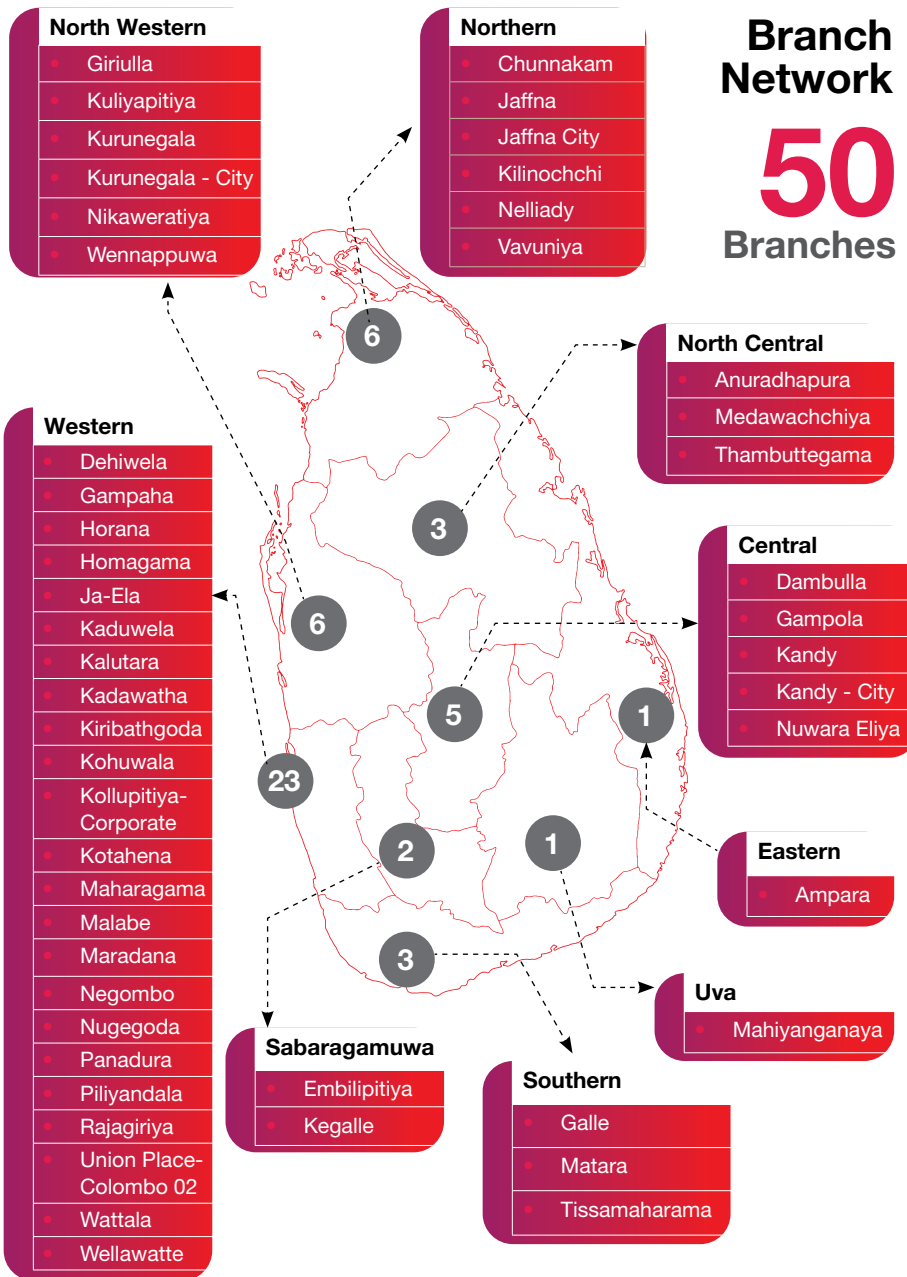 North Western
Giriulla
Kuliyapitiya
Kurunegala
Kurunegala - City
Nikaweratiya
Wennappuwa
Northern
Chunnakam
Jaffna
Jaffna City
Kilinochchi
Nelliady
Vavuniya
Branch
Network
50
Branches
6
North Central
Anuradhapura
Medawachchiya
Thambuttegama
Western
Dehiwela
Gampaha
Horana
Homagama
Ja-Ela
Kaduwela
Kalutara
Kadawatha
Kiribathgoda
Kohuwala
Kollupitiya-
Corporate
Kotahena
Maharagama
Malabe
Maradana
Negombo
Nugegoda
Panadura
Piliyandala
Rajagiriya
Union Place-
Colombo 02
Wattala
Wellawatte
3
6
Central
Dambulla
Gampola
Kandy
Kandy - City
Nuwara Eliya
5
1
23
2
1
Eastern
Ampara
3
Uva
Mahiyanganaya
Sabaragamuwa
Embilipitiya
Kegalle
Southern
Galle
Matara
Tissamaharama